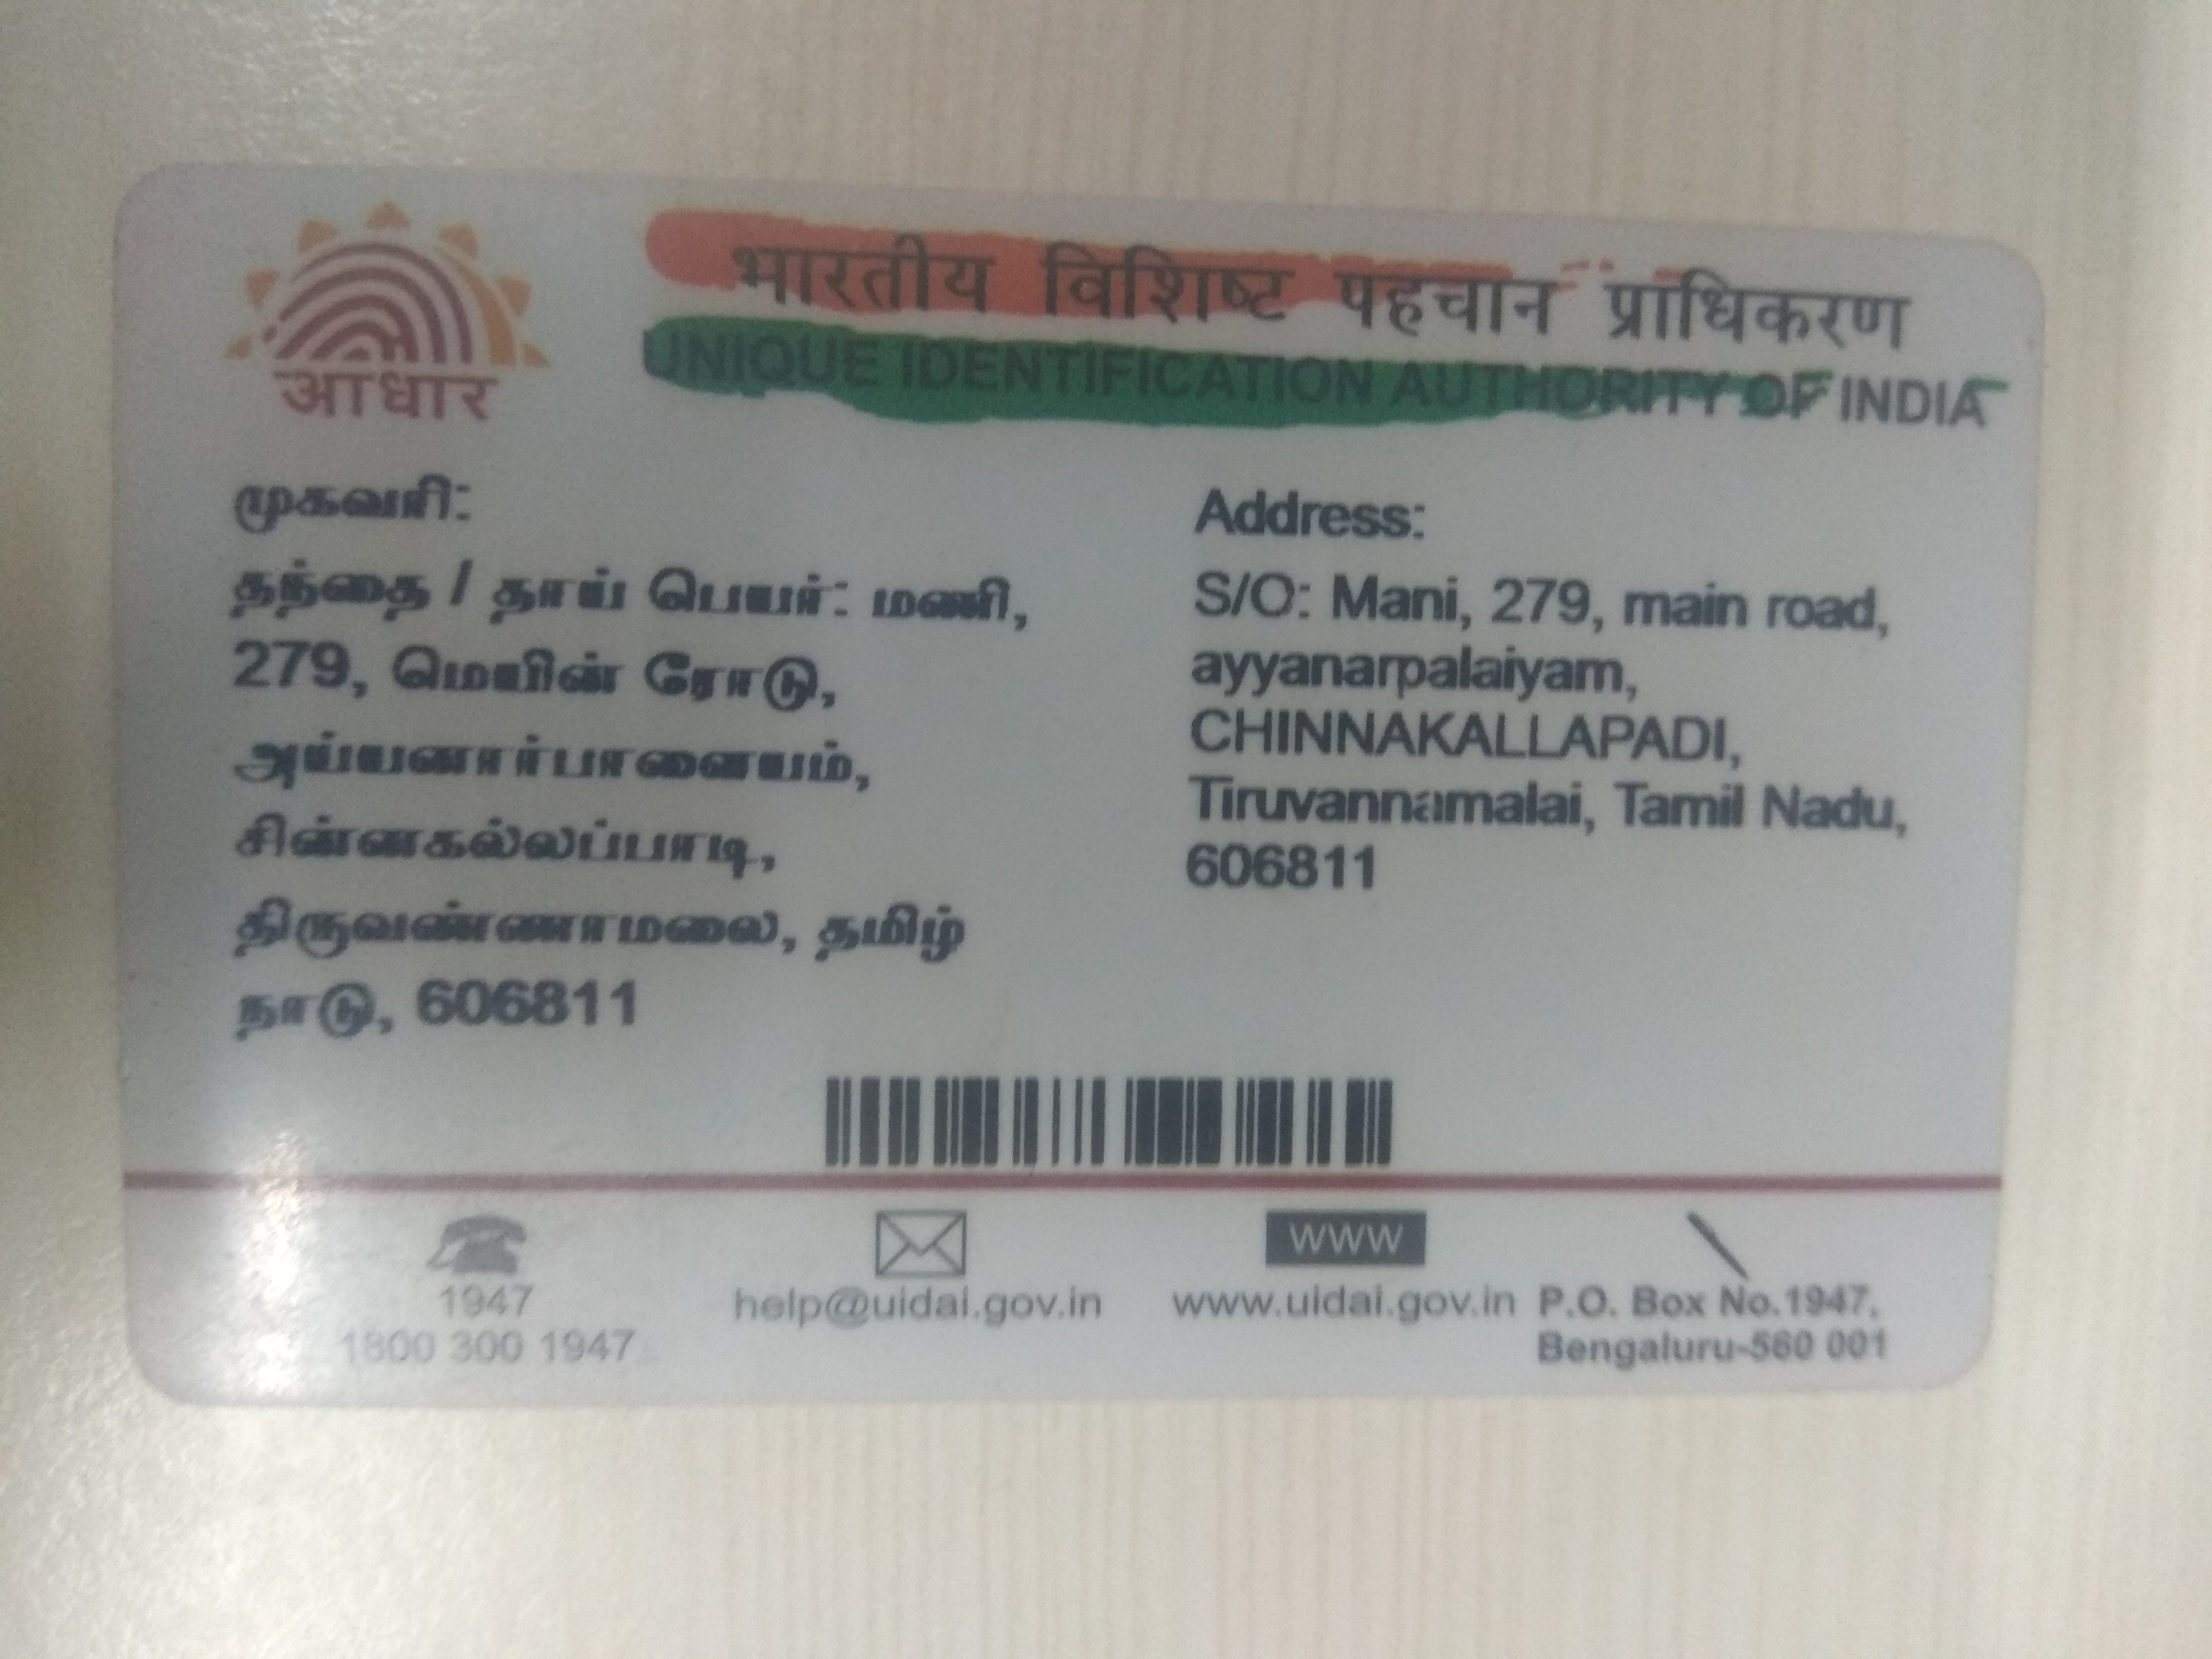 भारतीय विशिष्ट पहचान प्राधिकरण
UNIQUE IDENTIFICATION AUTHORITY OF INDIA
आधार
முகவரி:
தந்தை / தாய் பெயர்: மணி,
279, மெயின் ரோடு,
அய்யனார்பாளையம்,
சின்னகல்லப்பாடி,
திருவண்ணாமலை, தமிழ்
நாடு, 606811
Address:
S/O: Mani, 279, main road,
ayyanarpalaiyam,
CHINNAKALLAPADI,
Tiruvannamalai, Tamil Nadu,
606811
1947
1800 300 1947
help@uidai.gov.in
WWW
www.uidai.gov.in
P.O. Box No.1947,
Bengaluru-560 001